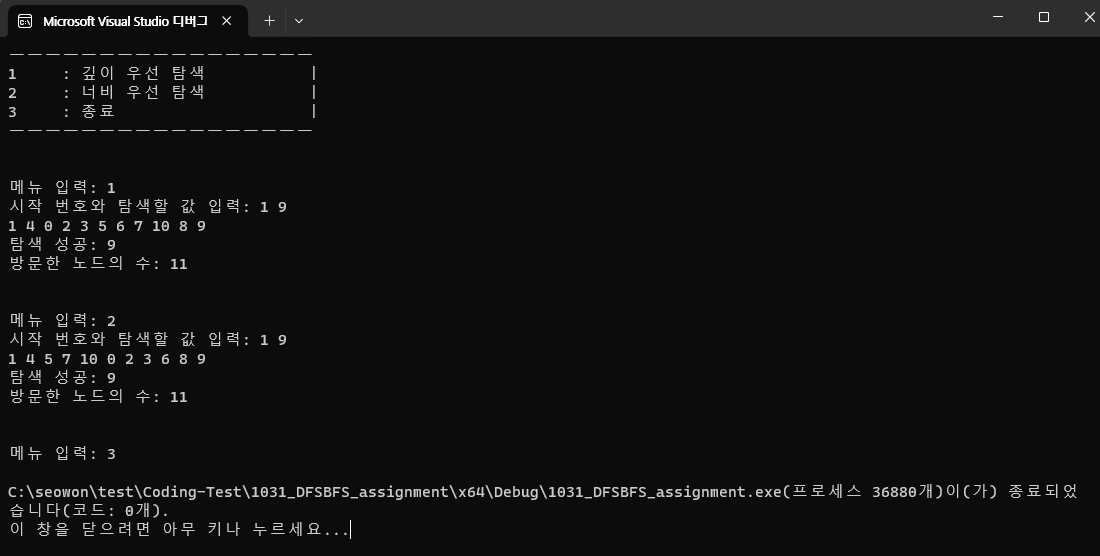 Microsoft Visual Studio 디버그
1 : 깊이 우선 탐색 |
2 : 너비 우선 탐색 |
3 : 종료 |
메뉴 입력: 1
시작 번호와 탐색할 값 입력: 1 9
1 4 0 2 3 5 6 7 10 8 9
탐색 성공: 9
방문한 노드의 수: 11
메뉴 입력: 2
시작 번호와 탐색할 값 입력: 1 9
1 4 5 7 10 0 2 3 6 8 9
탐색 성공: 9
방문한 노드의 수: 11
메뉴 입력: 3
C:\seowon\test\Coding-Test\1031_DFSBFS_assignment\x64\Debug\1031_DFSBFS_assignment.exe(프로세스 36880개)이(가) 종료되었
습니다(코드: 0개).
이 창을 닫으려면 아무 키나 누르세요...